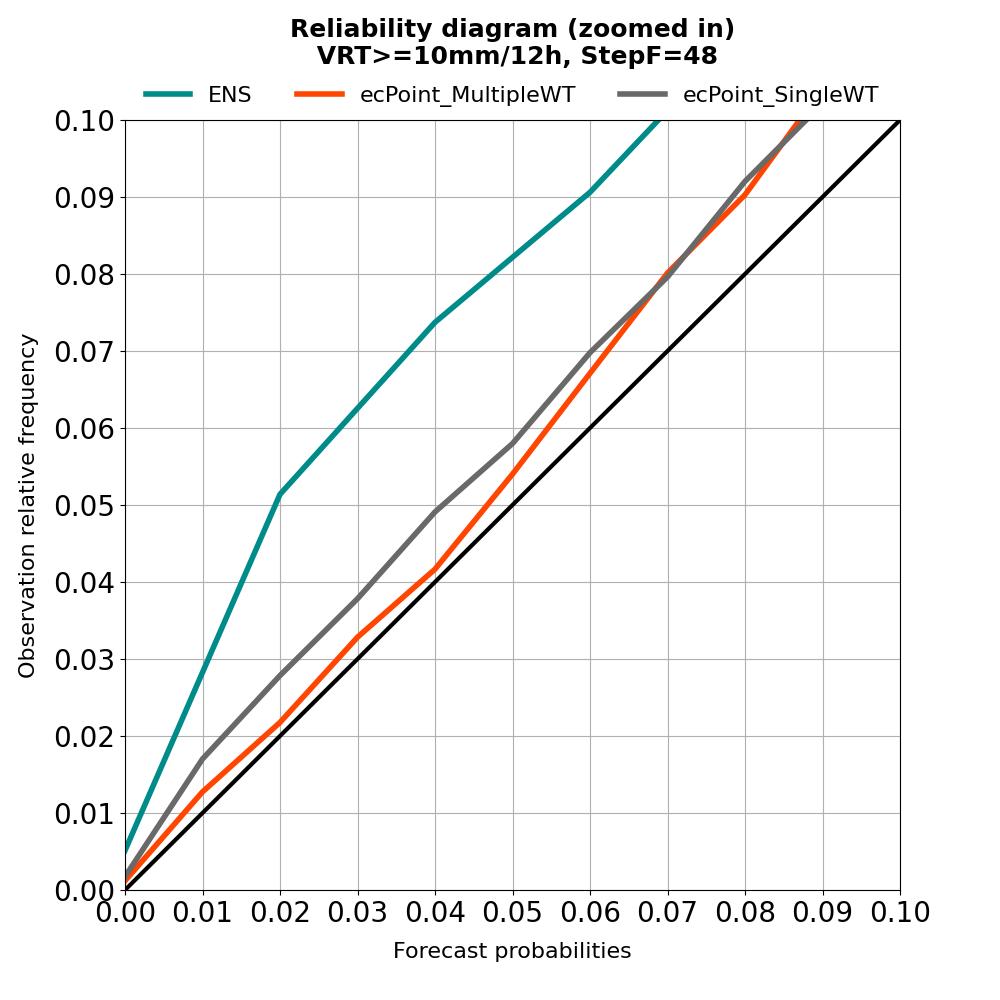 Reliability diagram (zoomed in)
VRT>=10mm/12h, StepF=48
ENS ecPoint_MultipleWT ecPoint_SingleWT
0.10
0.09
0.08
0.07
0.06
0.05
0.04
0.03
0.02
0.01
0.00
Observation relative frequency
0.00 0.01 0.02 0.03 0.04 0.05 0.06 0.07 0.08 0.09 0.10
Forecast probabilities